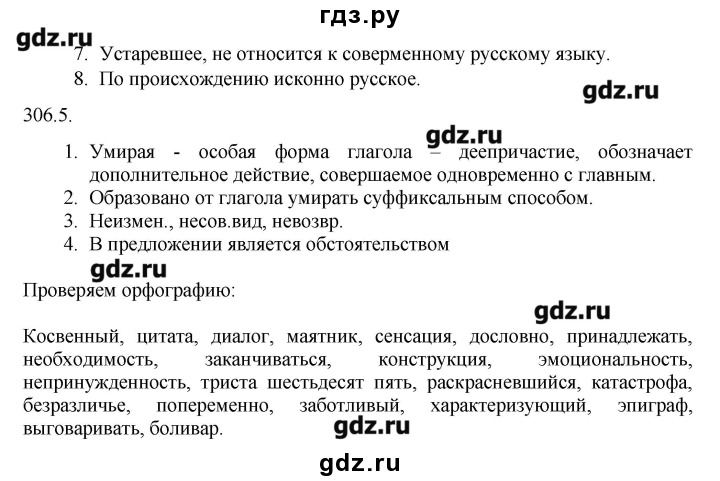 гдз.ру
gdz.ru
7. Устаревшее, не относится к соверменному русскому языку.
8. По происхождению исконно русское.
gdz.ru
306.5.
gdz.ru
1. Умирая - особая форма глагола – деепричастие, обозначает
дополнительное действие, совершаемое одновременно с главным.
2. Образовано от глагола умирать суффиксальным способом.
3. Неизмен., несов.вид, невозвр.
4. В предложении является обстоятельством
gdz.ru
Проверяем орфографию:
gdz.ru
Косвенный, цитата, диалог, маятник, сенсация, дословно, принадлежать,
необходимость, заканчиваться, конструкция, эмоциональность,
непринужденность, триста шестьдесят пять, раскрасневшийся, катастрофа,
безразличье, попеременно, заботливый, характеризующий, эпиграф,
выговаривать, боливар.
gdz.ru
gdz.ru